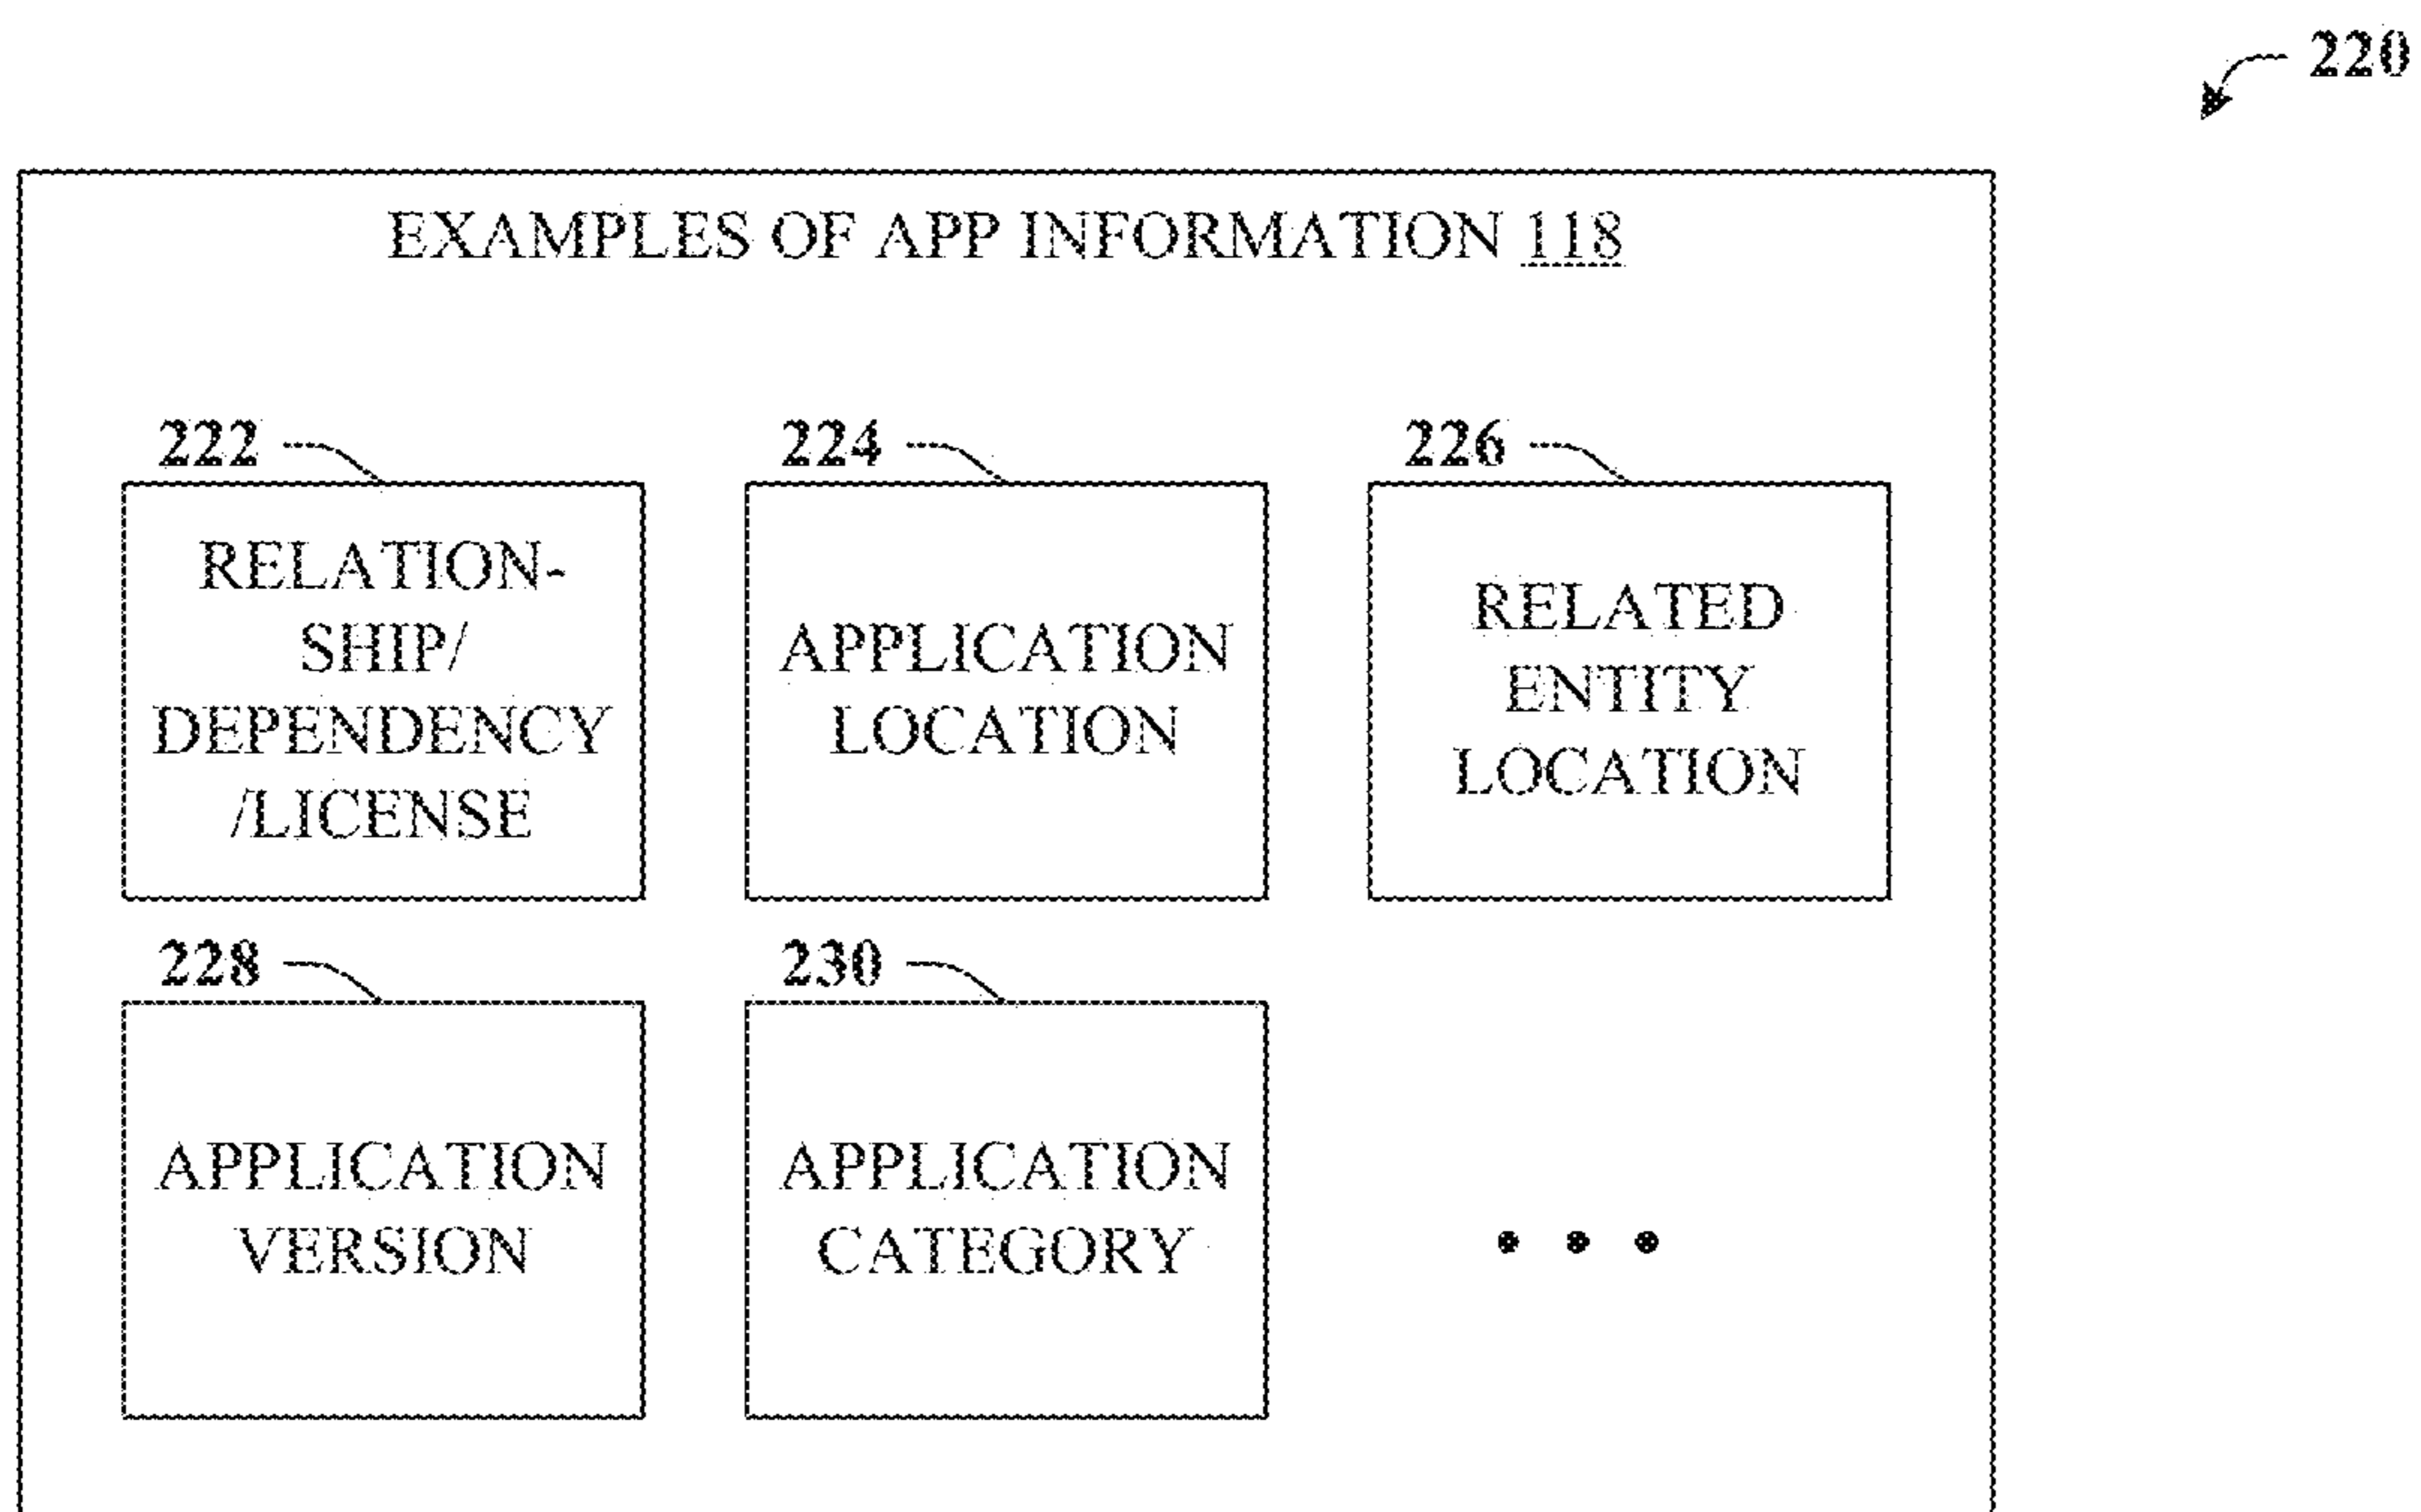 220
EXAMPLES OF APP INFORMATION 118
222
224
226
RELATION-
SHIP/
DEPENDENCY
/LICENSE
APPLICATION
LOCATION
RELATED
ENTITY
LOCATION
228
230
APPLICATION
VERSION
APPLICATION
CATEGORY
• • •